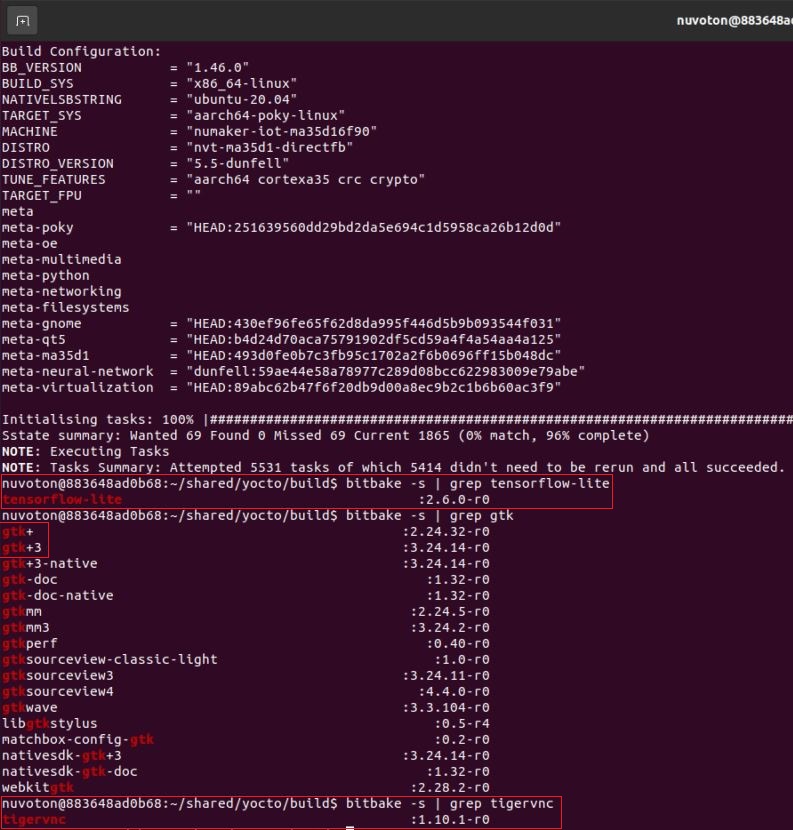 nuvoton@883648a
Build Configuration:
BB_VERSION = "1.46.0"
BUILD_SYS = "x86_64-linux"
NATIVELSBSTRING = "ubuntu-20.04"
TARGET_SYS = "aarch64-poky-linux"
MACHINE = "numaker-iot-ma35d16f90"
DISTRO = "nvt-ma35d1-directfb"
DISTRO_VERSION = "5.5-dunfell"
TUNE_FEATURES = "aarch64 cortexa35 crc crypto"
TARGET_FPU = ""
meta
meta-poky = "HEAD:251639560dd29bd2da5e694c1d5958ca26b12d0d"
meta-oe
meta-multimedia
meta-python
meta-networking
meta-filesystems
meta-gnome = "HEAD:430ef96fe65f62d8da995f446d5b9b093544f031"
meta-qt5 = "HEAD:b4d24d70aca75791902df5cd59a4f4a54aa4a125"
meta-ma35d1 = "HEAD:493d0fe0b7c3fb95c1702a2f6b0696ff15b048dc"
meta-neural-network = "dunfell:59ae44e58a78977c289d08bcc622983009e79abe"
meta-virtualization = "HEAD:89abc62b47f6f20db9d00a8ec9b2c1b6b60ac3f9"
Initialising tasks: 100% |##########################################################################
Sstate summary: Wanted 69 Found 0 Missed 69 Current 1865 (0% match, 96% complete)
NOTE: Executing Tasks
NOTE: Tasks Summary: Attempted 5531 tasks of which 5414 didn't need to be rerun and all succeeded.
nuvoton@883648ad0b68:~/shared/yocto/build$ bitbake -s | grep tensorflow-lite
tensorflow-lite :2.6.0-r0
nuvoton@883648ad0b68:~/shared/yocto/build$ bitbake -s | grep gtk
gtk+ :2.24.32-r0
gtk+3 :3.24.14-r0
gtk+3-native :3.24.14-r0
gtk-doc :1.32-r0
gtk-doc-native :1.32-r0
gtkmm :2.24.5-r0
gtkmm3 :3.24.2-r0
gtkperf :0.40-r0
gtksourceview-classic-light :1.0-r0
gtksourceview3 :3.24.11-r0
gtksourceview4 :4.4.0-r0
gtkwave :3.3.104-r0
libgtkstylus :0.5-r4
matchbox-config-gtk :0.2-r0
nativesdk-gtk+3 :3.24.14-r0
nativesdk-gtk-doc :1.32-r0
webkitgtk :2.28.2-r0
nuvoton@883648ad0b68:~/shared/yocto/build$ bitbake -s | grep tigervnc
tigervnc :1.10.1-r0